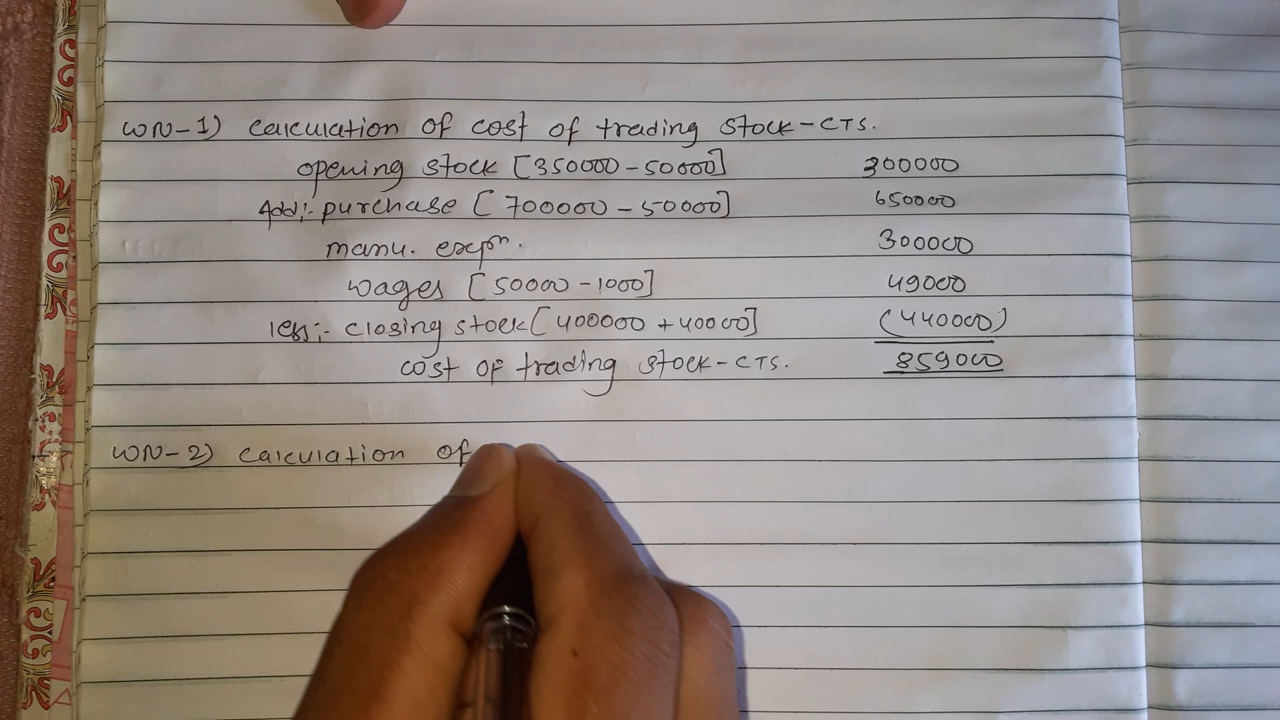 WN-1) Calculation of cost of trading stock-CTS.
opening stock [350000-50000] 300000
Add:- purchase [700000-50000] 650000
manu. expn. 300000
wages [50000-1000] 49000
less:- closing stock [400000+40000] (440000)
cost of trading stock-CTS. 859000
WN-2) Calculation of